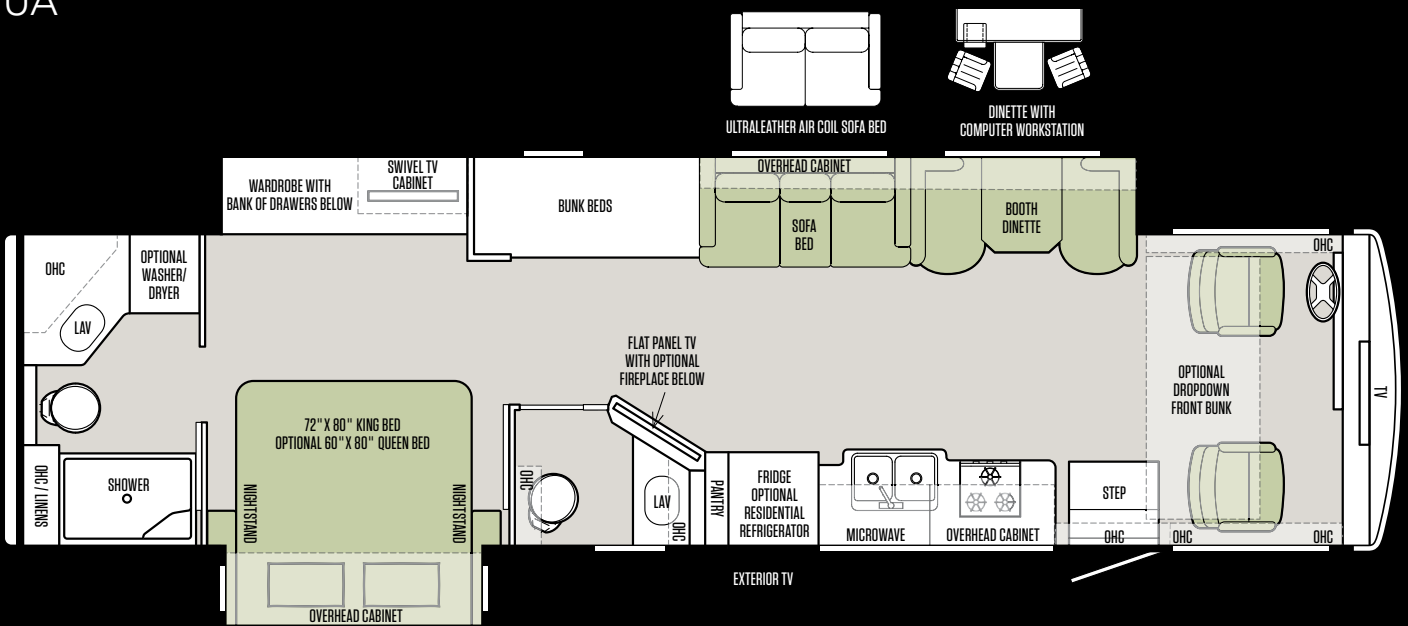 0A
ULTRALEATHER AIR COIL SOFA BED
DINETTE WITH
COMPUTER WORKSTATION
WARDROBE WITH
BANK OF DRAWERS BELOW
SWIVEL TV
CABINET
BUNK BEDS
OVERHEAD CABINET
SOFA
BED
BOOTH
DINETTE
OHC
OHC
OPTIONAL
WASHER/
DRYER
LAV
FLAT PANEL TV
WITH OPTIONAL
FIREPLACE BELOW
OPTIONAL
DROPDOWN
FRONT BUNK
TV
72" X 80" KING BED
OPTIONAL 60" X 80" QUEEN BED
OHC / LINENS
SHOWER
NIGHTSTAND
NIGHTSTAND
OHC
LAV
OHC
PANTRY
FRIDGE
OPTIONAL
RESIDENTIAL
REFRIGERATOR
MICROWAVE
OVERHEAD CABINET
STEP
OHC
OHC
OHC
EXTERIOR TV
OVERHEAD CABINET